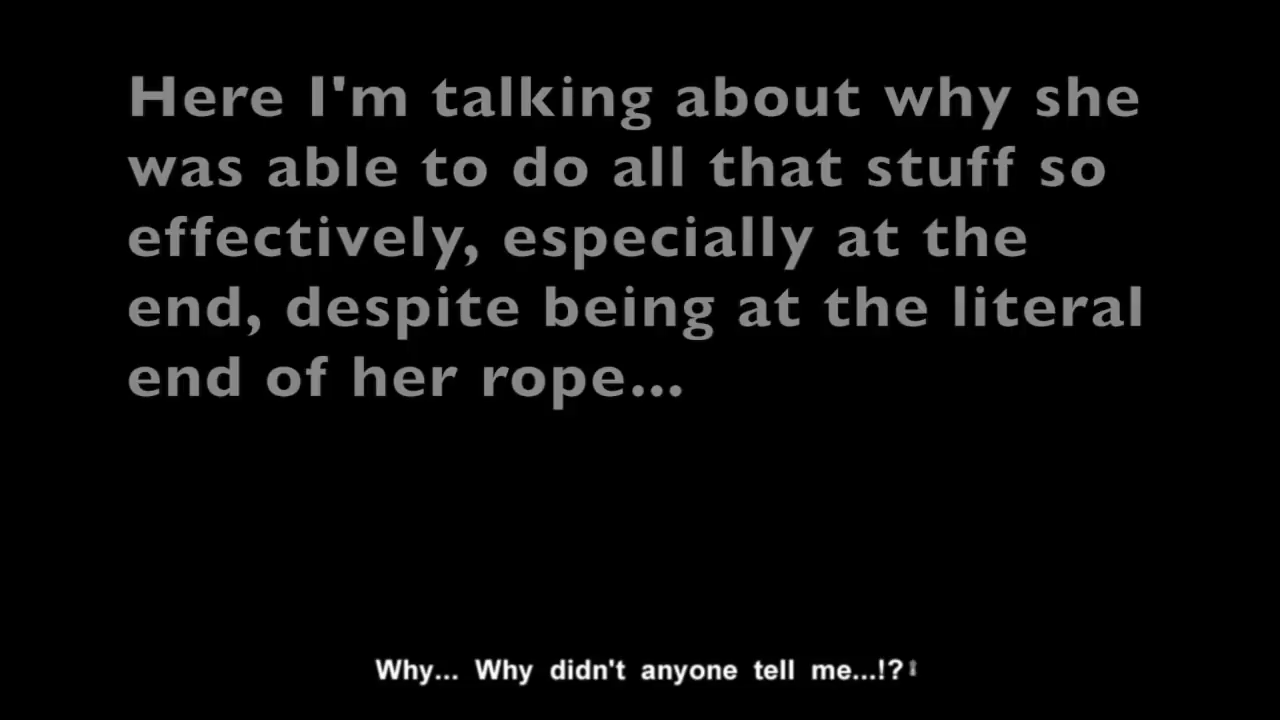 Here I'm talking about why she
was able to do all that stuff so
effectively, especially at the
end, despite being at the literal
end of her rope...
Why... Why didn't anyone tell me...!?